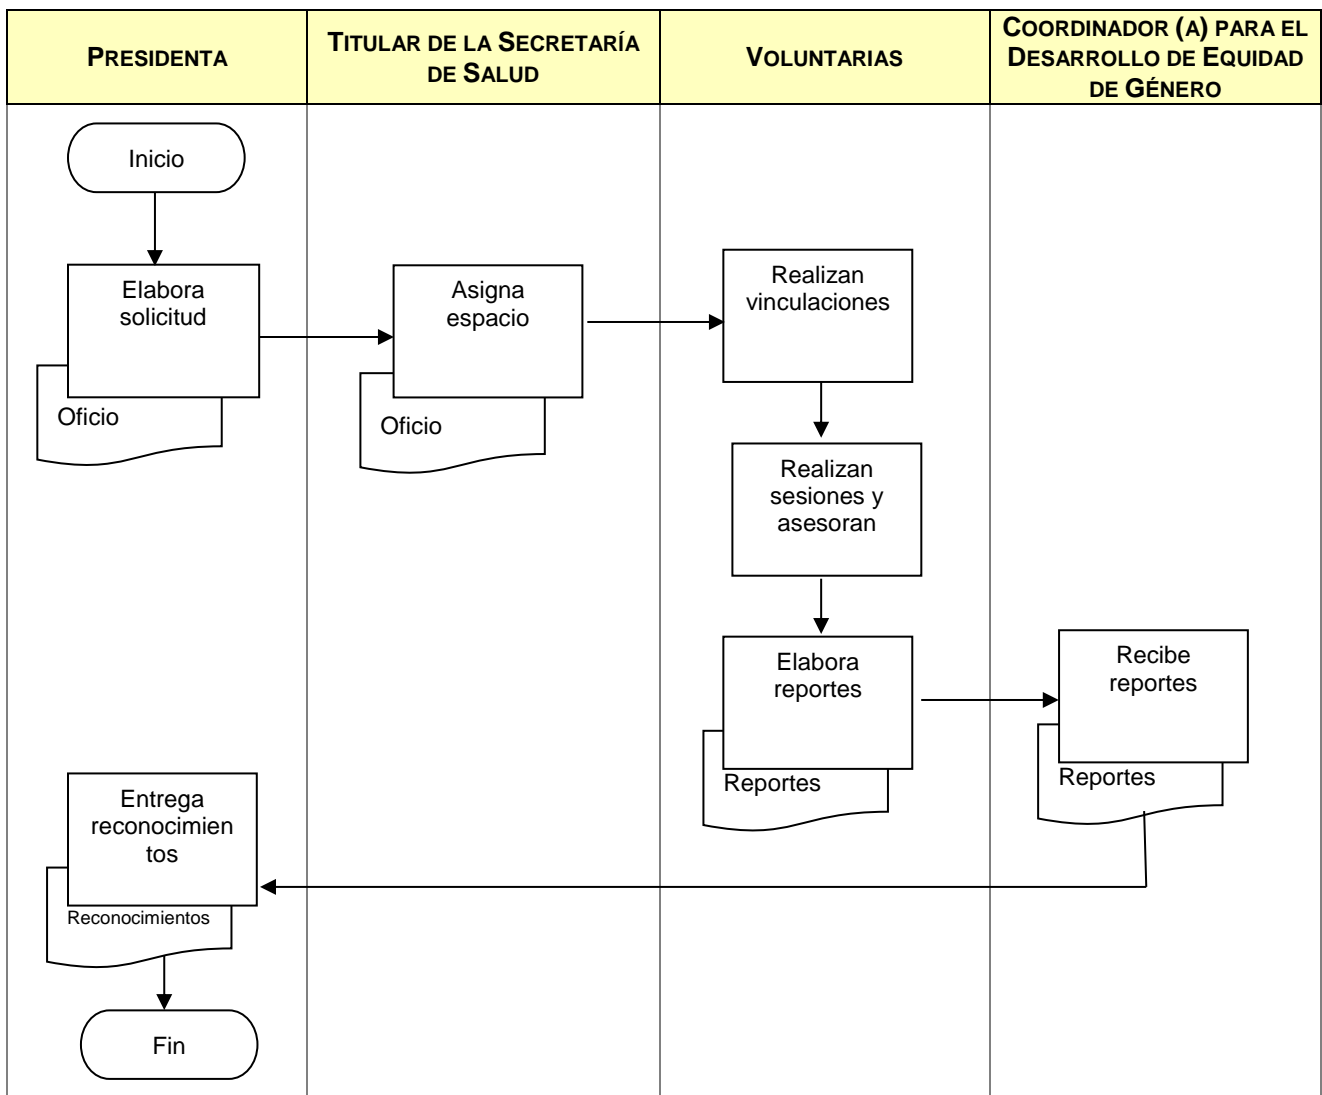 PRESIDENTA
TITULAR DE LA SECRETARÍA
DE SALUD
VOLUNTARIAS
COORDINADOR (A) PARA EL
DESARROLLO DE EQUIDAD
DE GÉNERO
Inicio
Elabora
solicitud
Oficio
Asigna
espacio
Oficio
Realizan
vinculaciones
Realizan
sesiones y
asesoran
Elabora
reportes
Reportes
Recibe
reportes
Reportes
Entrega
reconocimien
tos
Reconocimientos
Fin